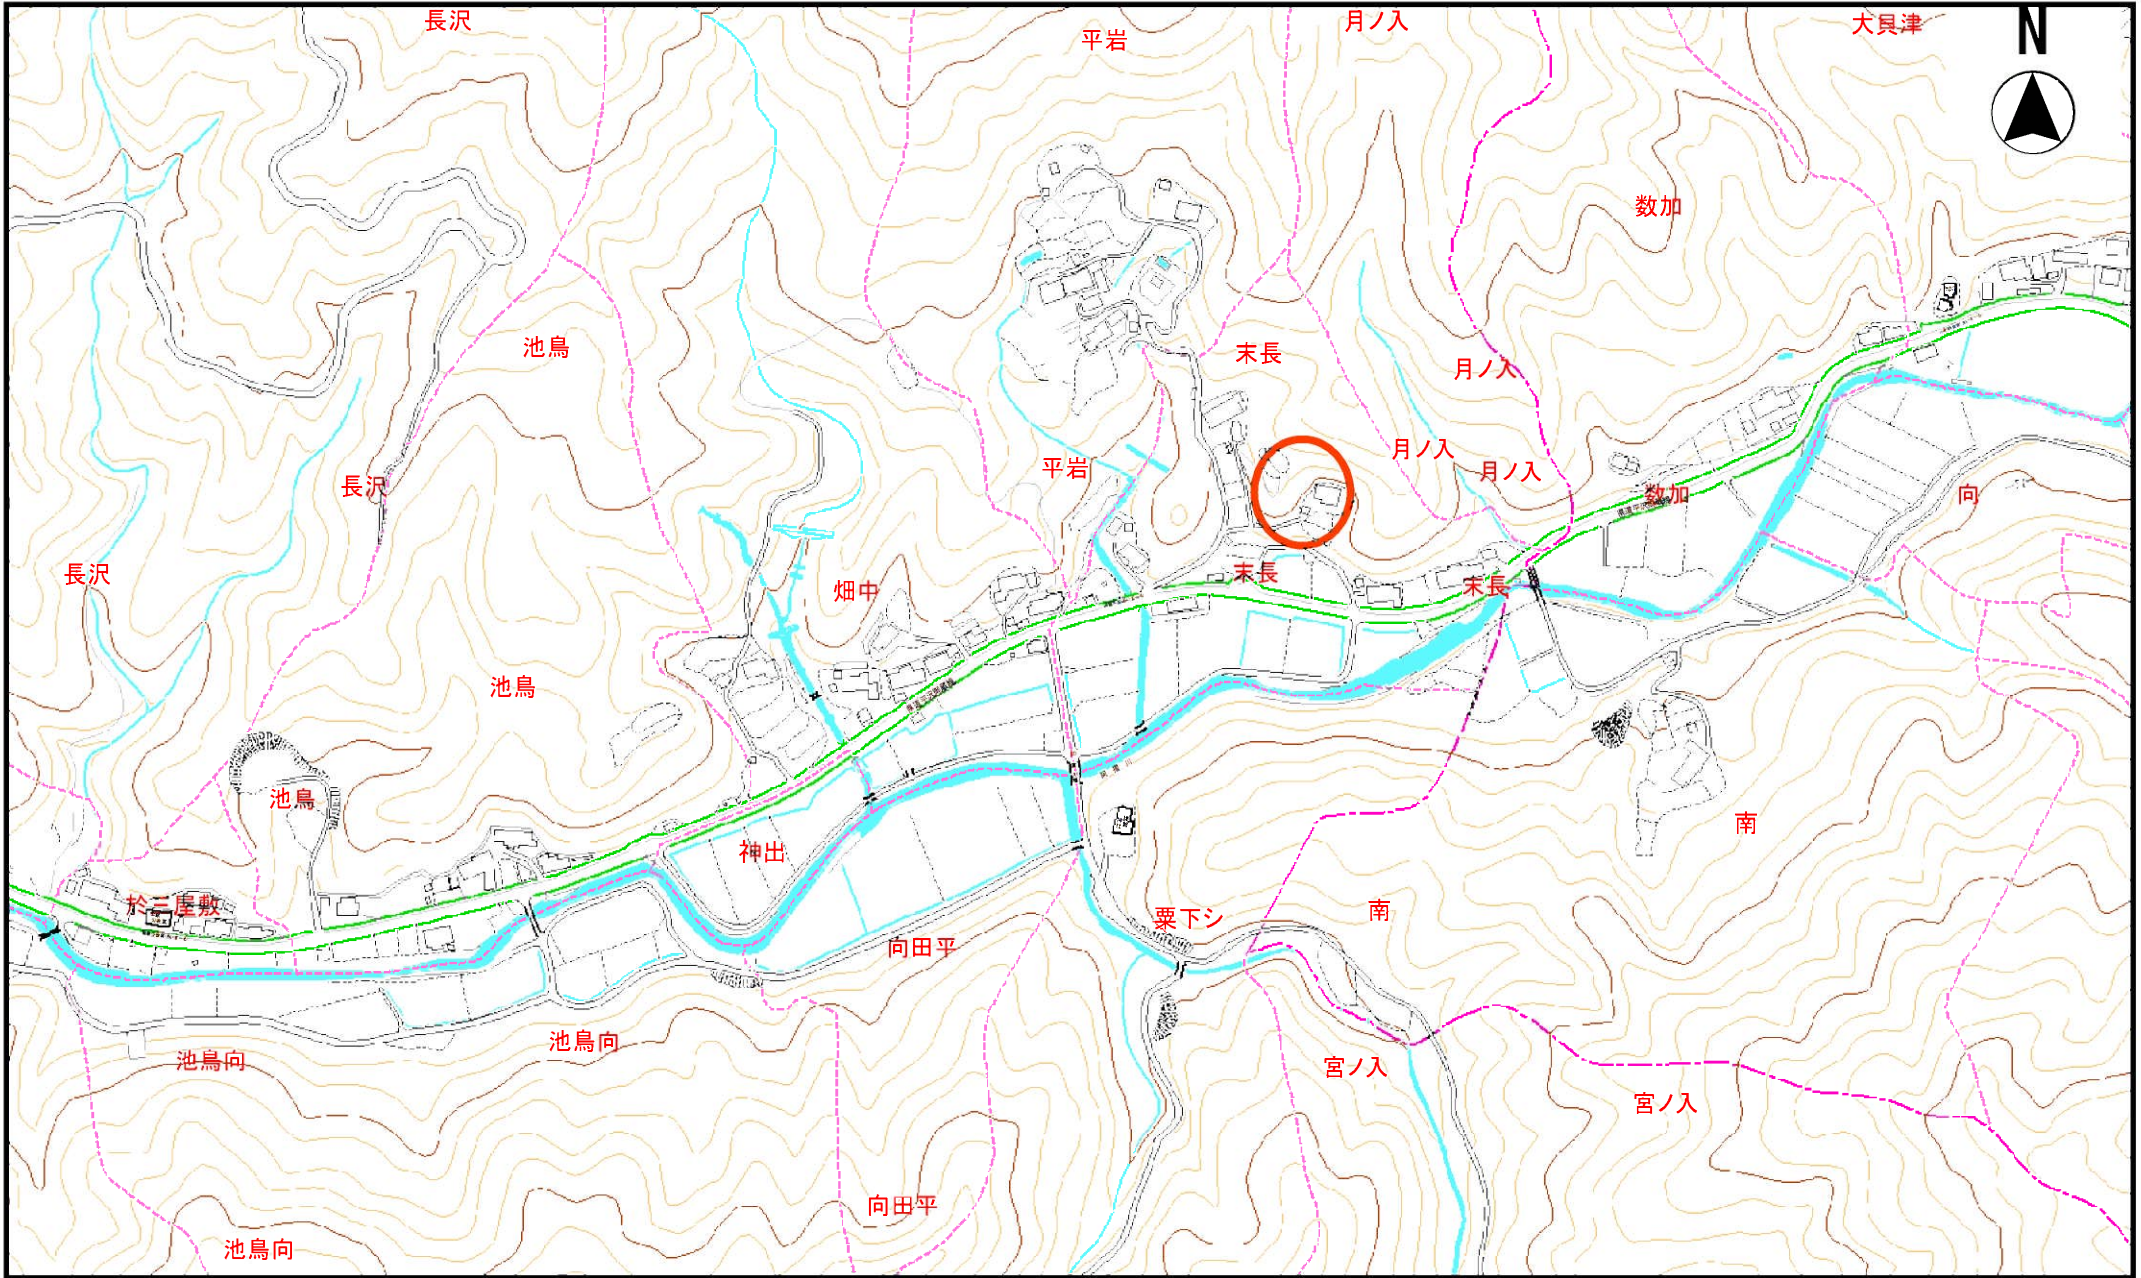 長沢
平岩
月ノ入
大貝津
N
数加
池鳥
末長
月ノ入
長沢
平岩
月ノ入
月ノ入
数加
向
長沢
畑中
末長
末長
池鳥
池鳥
神出
南
於三屋敷
向田平
粟下シ
南
池鳥向
池鳥向
宮ノ入
宮ノ入
向田平
池鳥向